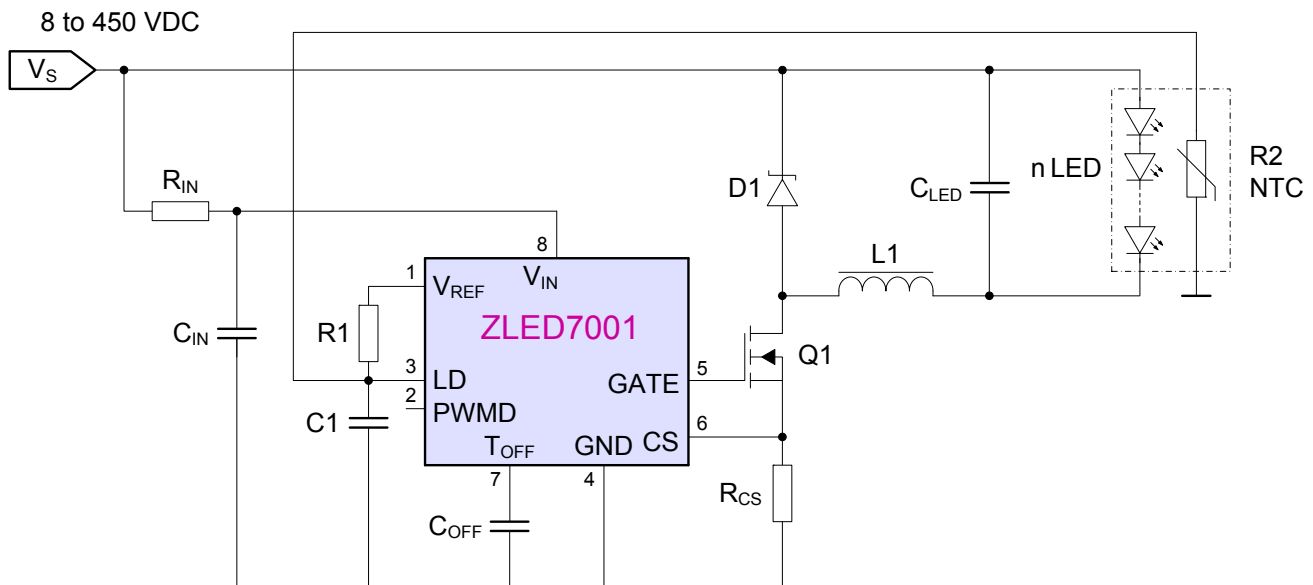 8 to 450 VDC
VS
RIN
D1
CLED
n LED
R2
NTC
L1
8
1
VREF
VIN
CIN
R1
ZLED7001
Q1
3
LD
5
GATE
2
PWMD
C1
6
CS
TOFF
GND
7
4
RCS
COFF